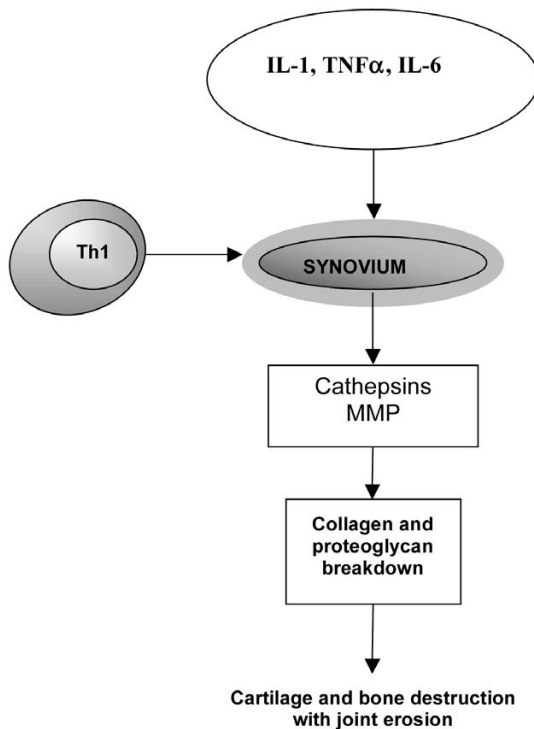 IL-1, TNFα, IL-6
Th1
SYNOVIUM
Cathepsins
MMP
Collagen and
proteoglycan
breakdown
Cartilage and bone destruction
with joint erosion